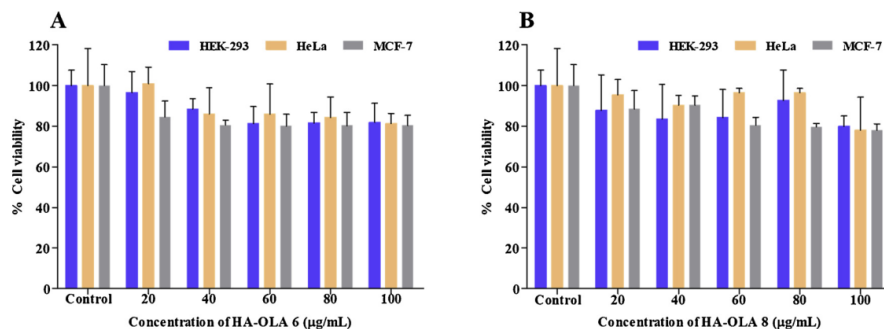 A
HEK-293 HeLa MCF-7
120
100
80
60
40
20
0
% Cell viability
Control 20 40 60 80 100
Concentration of HA-OLA 6 (µg/mL)
B
HEK-293 HeLa MCF-7
120
100
80
60
40
20
0
% Cell viability
Control 20 40 60 80 100
Concentration of HA-OLA 8 (µg/mL)